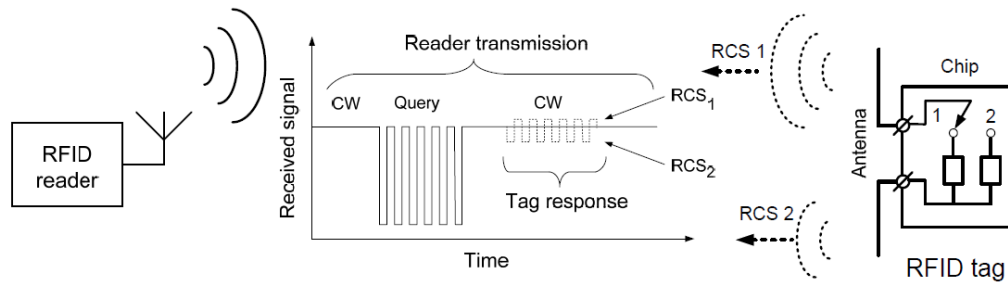 RFID
reader
Received signal
Reader transmission
CW
Query
CW
RCS1
RCS2
Tag response
Time
RCS 1
RCS 2
Antenna
Chip
1
2
RFID tag